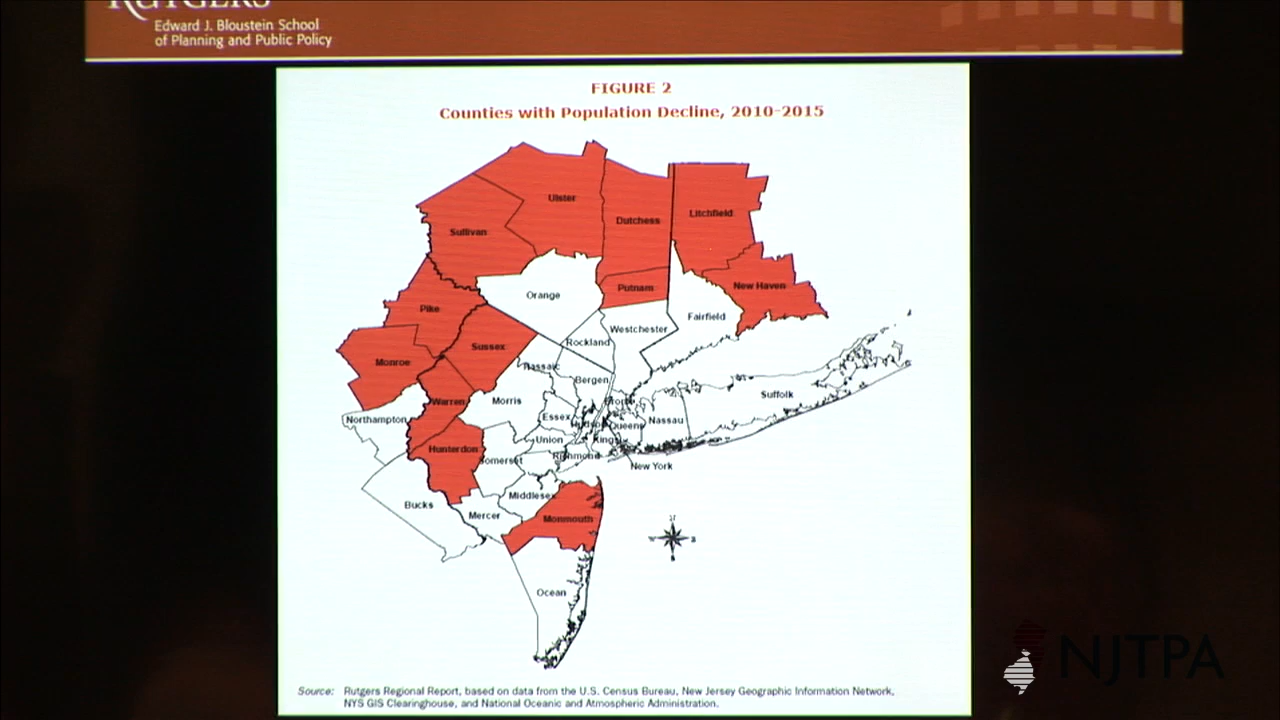 RUTGERS
Edward J. Bloustein School
of Planning and Public Policy
FIGURE 2
Counties with Population Decline, 2010-2015
Ulster
Litchfield
Dutchess
Sullivan
New Haven
Putnam
Orange
Pike
Fairfield
Westchester
Rockland
Sussex
Monroe
Passaic
Bergen
Suffolk
Warren
Morris
Bronx
Northampton
Essex
Nassau
Hudson
Queens
Union
Kings
Hunterdon
Richmond
Somerset
New York
Middlesex
Bucks
Mercer
Monmouth
Ocean
Source: Rutgers Regional Report, based on data from the U.S. Census Bureau, New Jersey Geographic Information Network,
NYS GIS Clearinghouse, and National Oceanic and Atmospheric Administration.
NJTPA